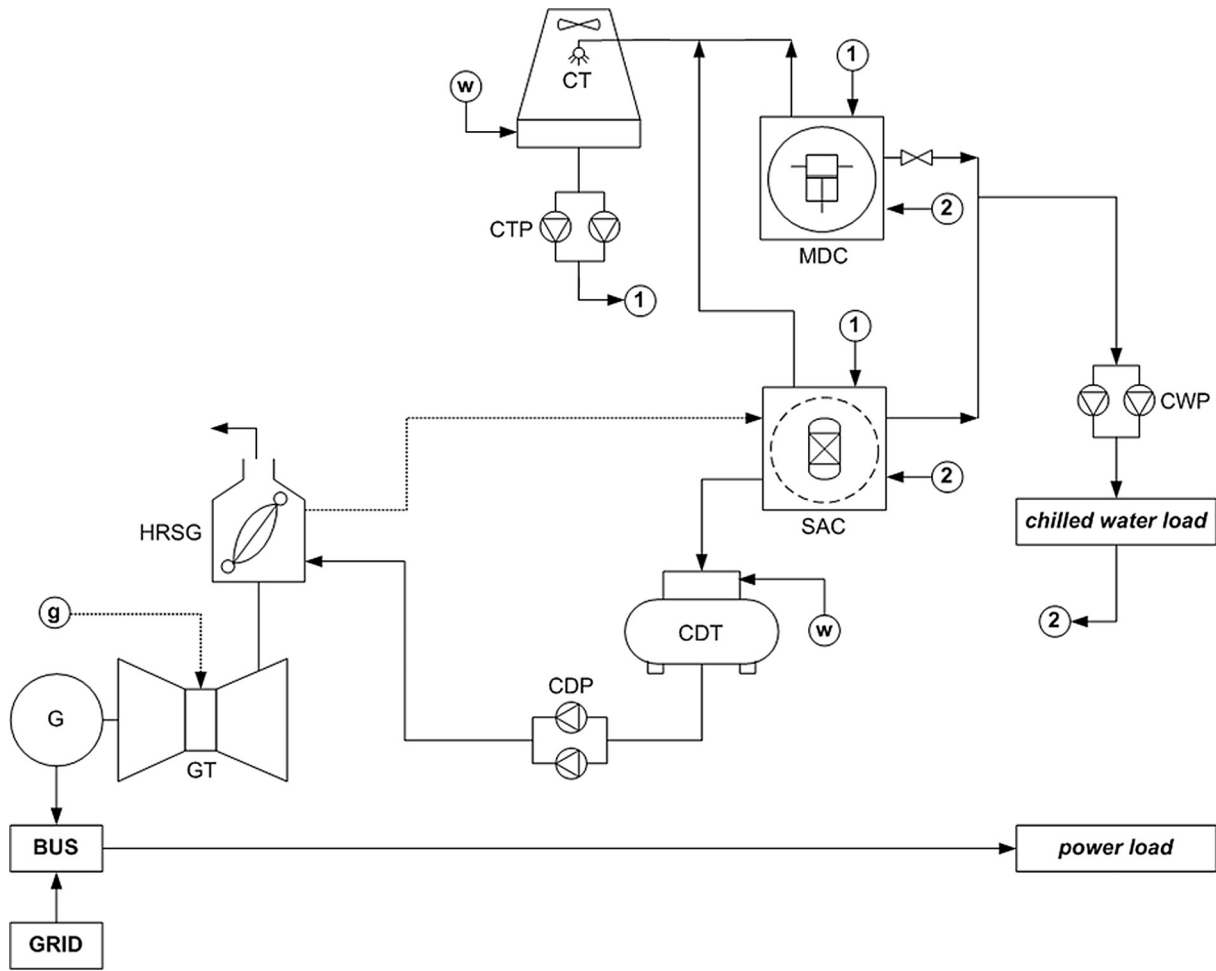 CT
1
w
2
MDC
CTP
1
1
CWP
2
SAC
chilled water load
HRSG
g
w
2
CDT
CDP
G
GT
BUS
power load
GRID